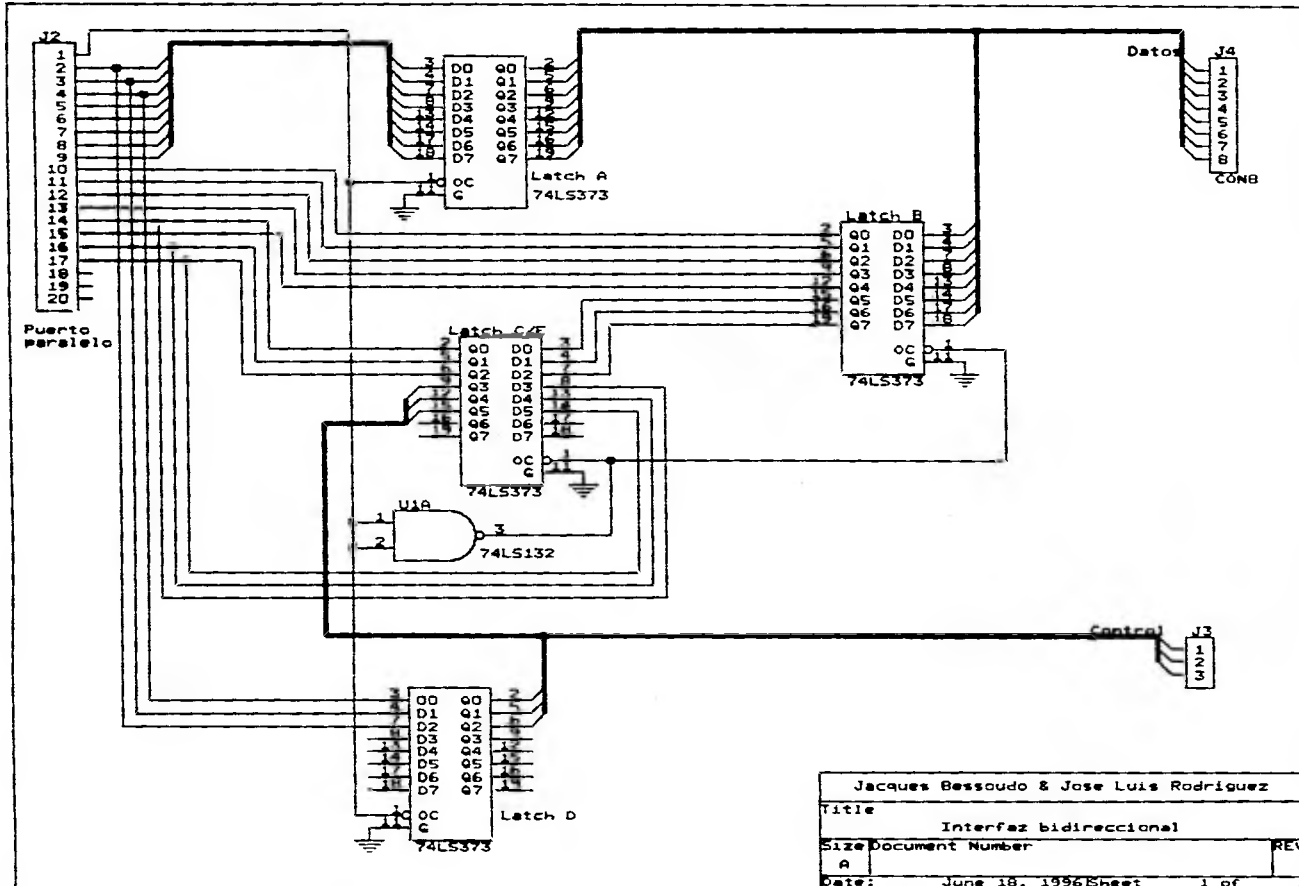 J2
1
2
3
4
5
6
7
8
9
10
11
12
13
14
15
16
17
18
19
20
Puerto
paralelo
D0 Q0
D1 Q1
D2 Q2
D3 Q3
D4 Q4
D5 Q5
D6 Q6
D7 Q7
OC
G
Latch A
74LS373
Datos
J4
1
2
3
4
5
6
7
8
CON8
Latch B
Q0 D0
Q1 D1
Q2 D2
Q3 D3
Q4 D4
Q5 D5
Q6 D6
Q7 D7
OC
G
74LS373
Latch C/E
Q0 D0
Q1 D1
Q2 D2
Q3 D3
Q4 D4
Q5 D5
Q6 D6
Q7 D7
OC
G
74LS373
U1A
1
2
3
74LS132
Control
J3
1
2
3
D0 Q0
D1 Q1
D2 Q2
D3 Q3
D4 Q4
D5 Q5
D6 Q6
D7 Q7
OC
G
Latch D
74LS373
Jacques Bessoudo & Jose Luis Rodriguez
Title
Interfaz bidireccional
Size Document Number REV
A
Date: June 18, 1996 Sheet 1 of